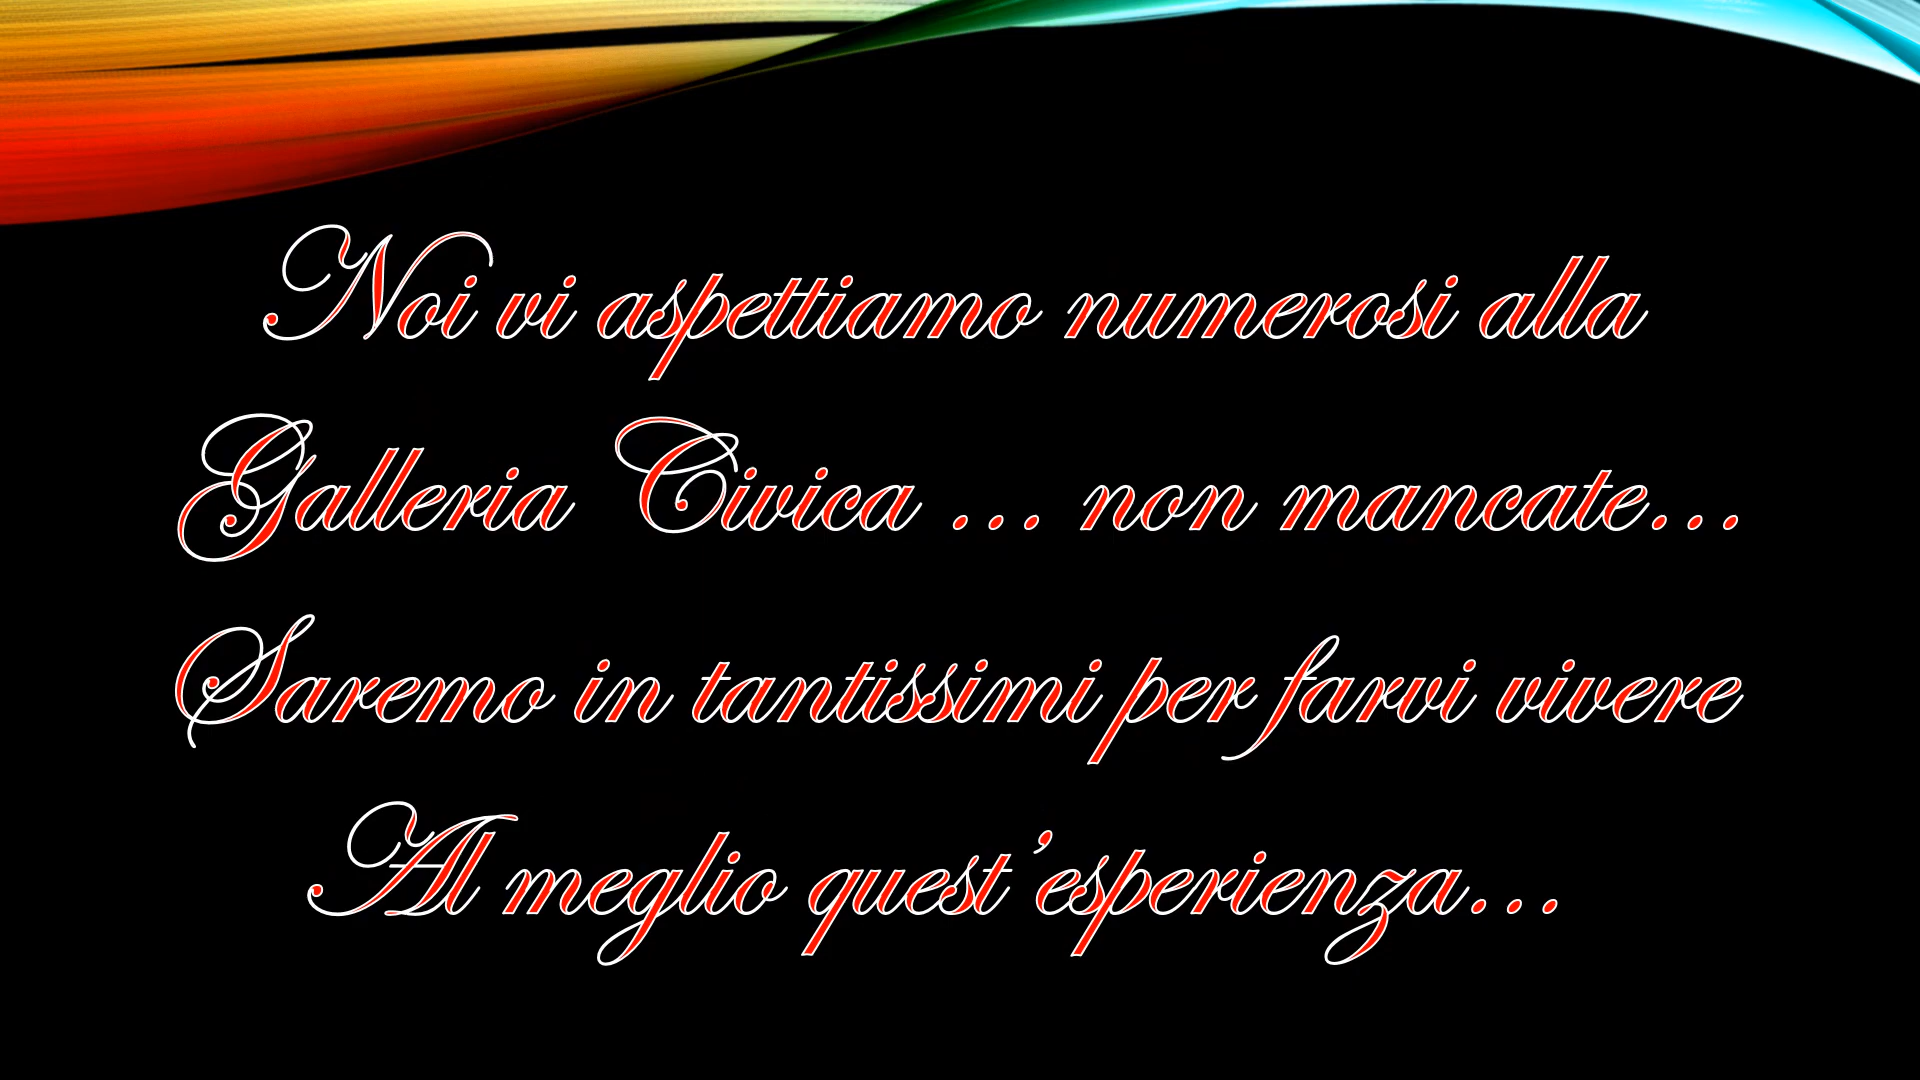 Noi vi aspettiamo numerosi alla
Galleria Civica ... non mancate...
Saremo in tantissimi per farvi vivere
Al meglio quest'esperienza...